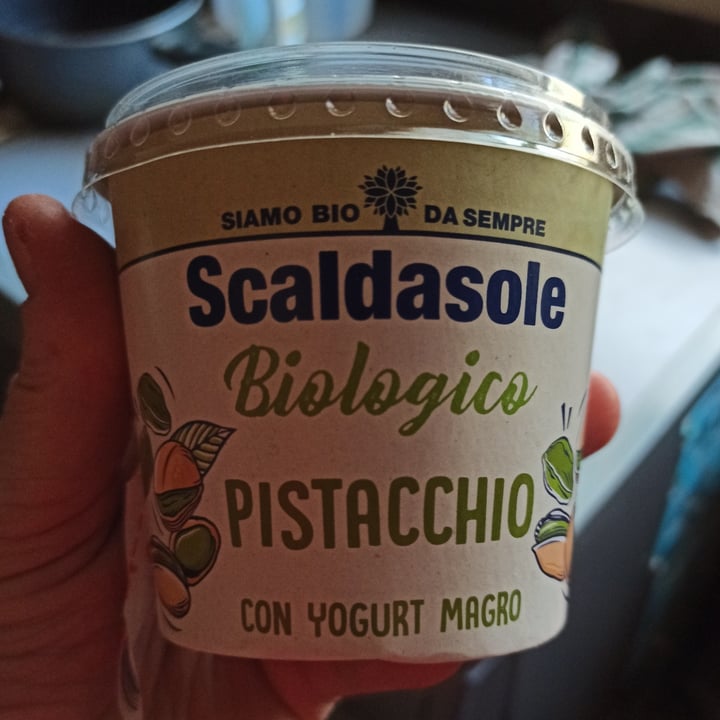 SIAMO BIO DA SEMPRE
Scaldasole
Biologico
PISTACCHIO
CON YOGURT MAGRO